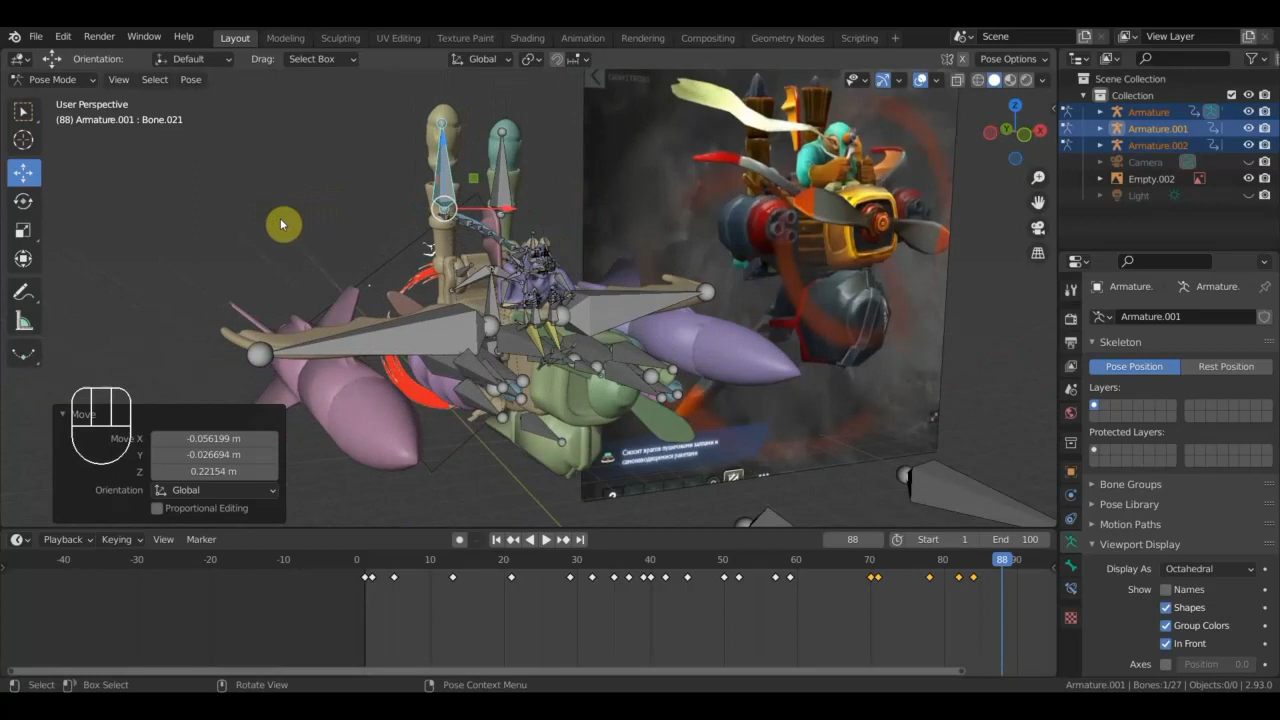 File Edit Render Window Help Layout Modeling Sculpting UV Editing Texture Paint Shading Animation Rendering Compositing Geometry Nodes Scripting + Scene View Layer
Orientation: Default Drag: Select Box Global X Pose Options
Pose Mode View Select Pose
User Perspective
(88) Armature.001 : Bone.021
Z
Y
X
Scene Collection
Collection
Armature
Armature.001
Armature.002
Camera
Empty.002
Light
Move
Move X -0.056199 m
Y -0.026694 m
Z 0.22154 m
Orientation Global
Proportional Editing
Armature. Armature.
Armature.001
Skeleton
Pose Position Rest Position
Layers:
Protected Layers:
Bone Groups
Pose Library
Motion Paths
Viewport Display
Display As Octahedral
Show Names
Shapes
Group Colors
In Front
Axes Position 0.0
Playback Keying View Marker 88 Start 1 End 100
-40 -30 -20 -10 0 10 20 30 40 50 60 70 80 88 90
Select Box Select Rotate View Pose Context Menu Armature.001 | Bones:1/27 | Objects:0/0 | 2.93.0